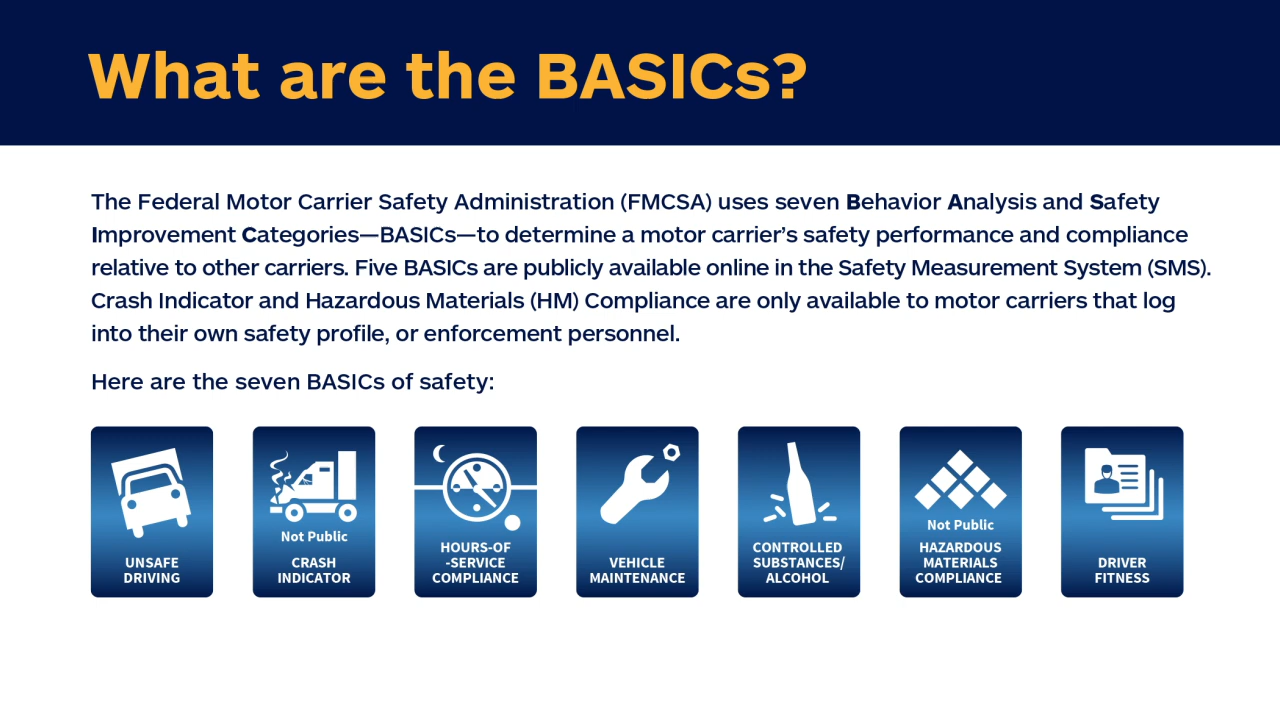 What are the BASICs?
The Federal Motor Carrier Safety Administration (FMCSA) uses seven Behavior Analysis and Safety
Improvement Categories—BASICs—to determine a motor carrier’s safety performance and compliance
relative to other carriers. Five BASICs are publicly available online in the Safety Measurement System (SMS).
Crash Indicator and Hazardous Materials (HM) Compliance are only available to motor carriers that log
into their own safety profile, or enforcement personnel.
Here are the seven BASICs of safety:
UNSAFE
DRIVING
Not Public
CRASH
INDICATOR
HOURS-OF
-SERVICE
COMPLIANCE
VEHICLE
MAINTENANCE
CONTROLLED
SUBSTANCES/
ALCOHOL
Not Public
HAZARDOUS
MATERIALS
COMPLIANCE
DRIVER
FITNESS